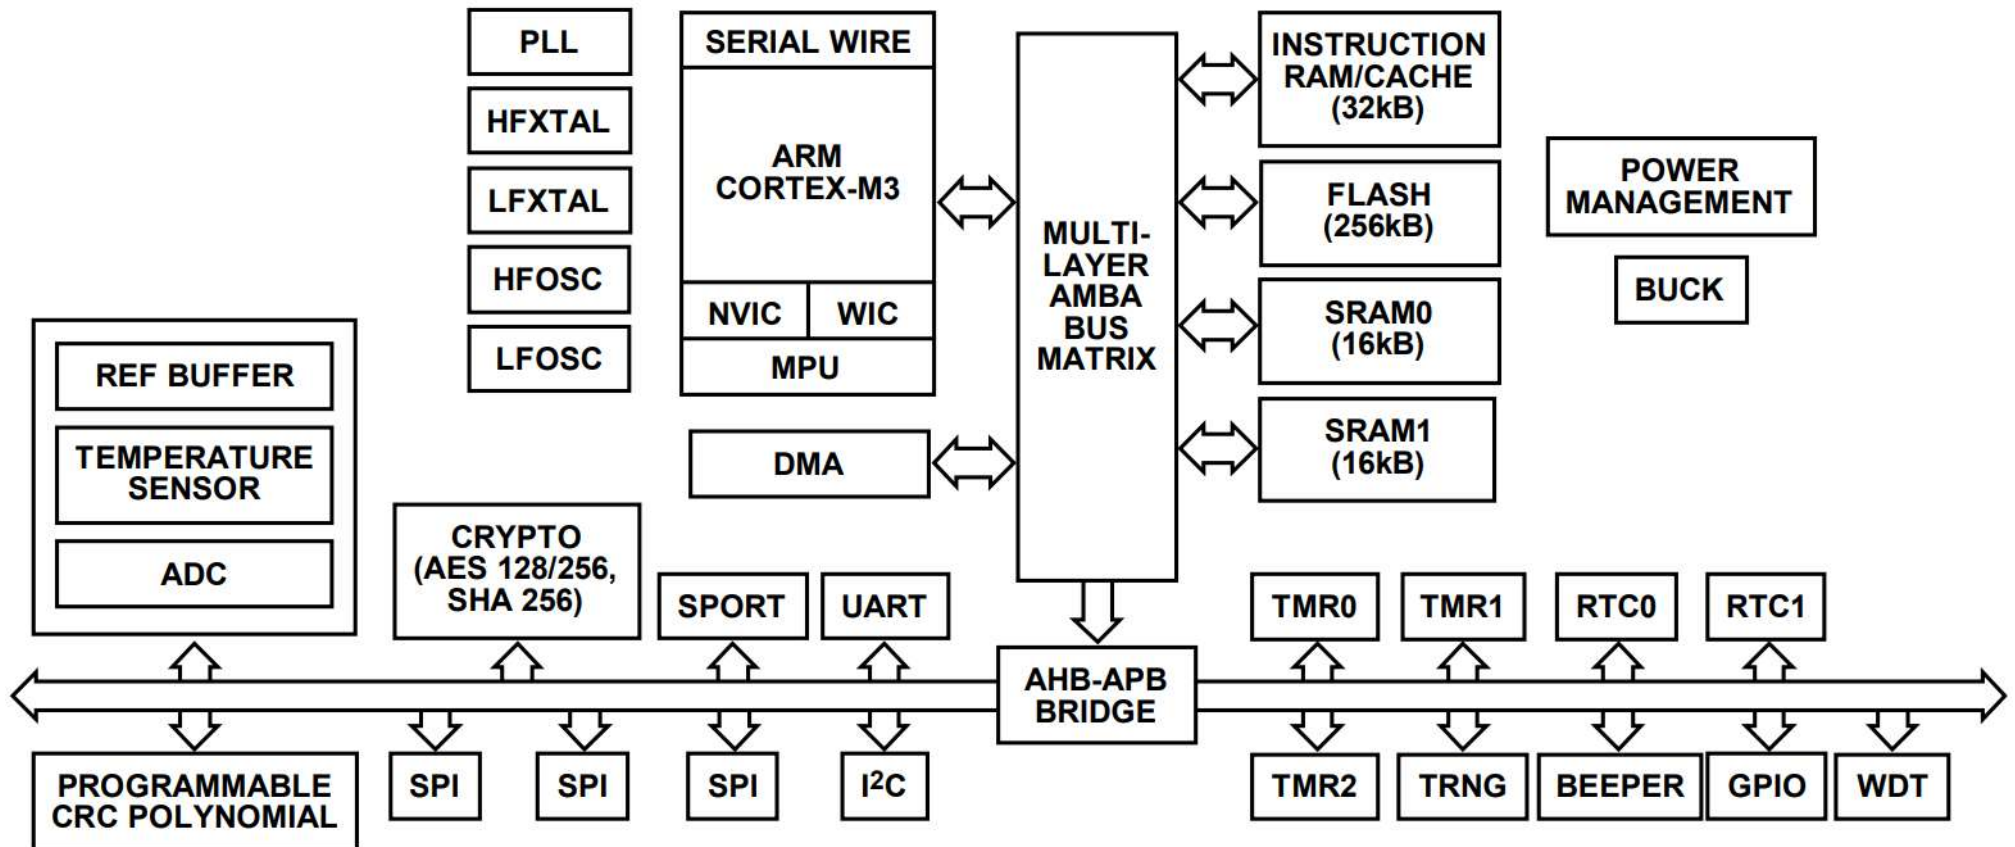 PLL
HFXTAL
LFXTAL
HFOSC
LFOSC
SERIAL WIRE
ARM
CORTEX-M3
NVIC
WIC
MPU
DMA
MULTI-
LAYER
AMBA
BUS
MATRIX
INSTRUCTION
RAM/CACHE
(32kB)
FLASH
(256kB)
SRAM0
(16kB)
SRAM1
(16kB)
POWER
MANAGEMENT
BUCK
REF BUFFER
TEMPERATURE
SENSOR
ADC
CRYPTO
(AES 128/256,
SHA 256)
SPORT
UART
AHB-APB
BRIDGE
TMR0
TMR1
RTC0
RTC1
PROGRAMMABLE
CRC POLYNOMIAL
SPI
SPI
SPI
I²C
TMR2
TRNG
BEEPER
GPIO
WDT